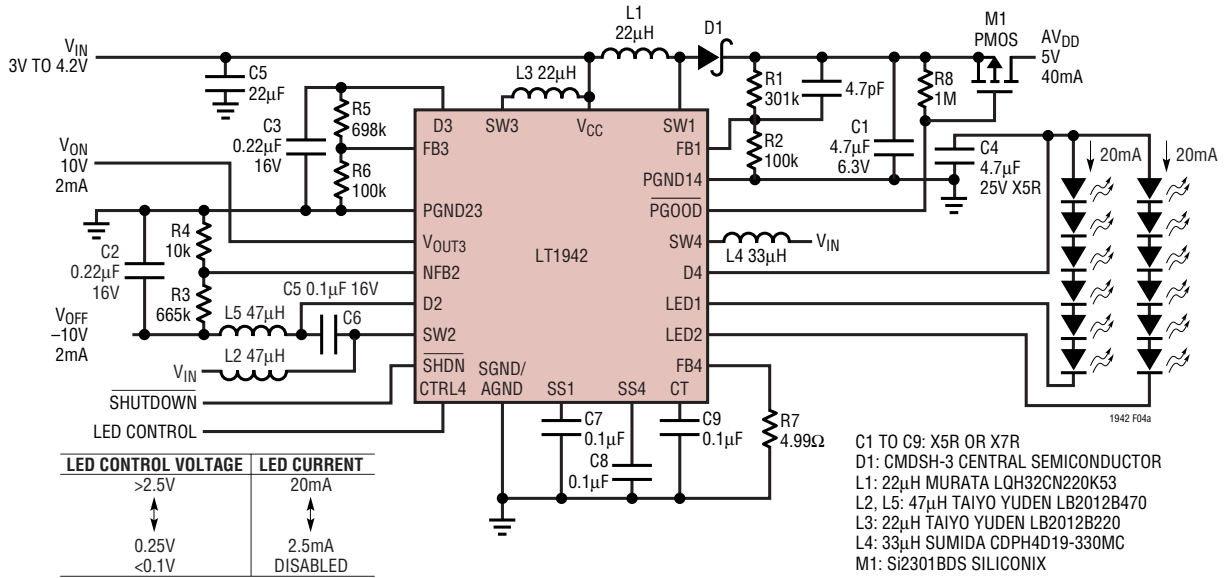 L1
22µH
D1
M1
PMOS
VIN
3V TO 4.2V
AVDD
5V
40mA
C5
22µF
L3 22µH
R1
301k
4.7pF
R8
1M
R5
698k
C3
0.22µF
16V
D3
SW3
VCC
SW1
FB3
FB1
R2
100k
C1
4.7µF
6.3V
C4
4.7µF
25V X5R
20mA
20mA
VON
10V
2mA
R6
100k
PGND14
PGND23
PGOOD
R4
10k
VOUT3
LT1942
SW4
L4 33µH
VIN
C2
0.22µF
16V
NFB2
D4
R3
665k
C5 0.1µF 16V
D2
LED1
VOFF
–10V
2mA
L5 47µH
C6
SW2
LED2
L2 47µH
VIN
SHDN
FB4
SGND/
AGND
SS1
SS4
CT
CTRL4
SHUTDOWN
LED CONTROL
C7
0.1µF
C8
0.1µF
C9
0.1µF
R7
4.99Ω
1942 F04a
LED CONTROL VOLTAGE LED CURRENT
>2.5V 20mA
0.25V 2.5mA
<0.1V DISABLED
C1 TO C9: X5R OR X7R
D1: CMDSH-3 CENTRAL SEMICONDUCTOR
L1: 22µH MURATA LQH32CN220K53
L2, L5: 47µH TAIYO YUDEN LB2012B470
L3: 22µH TAIYO YUDEN LB2012B220
L4: 33µH SUMIDA CDPH4D19-330MC
M1: Si2301BDS SILICONIX